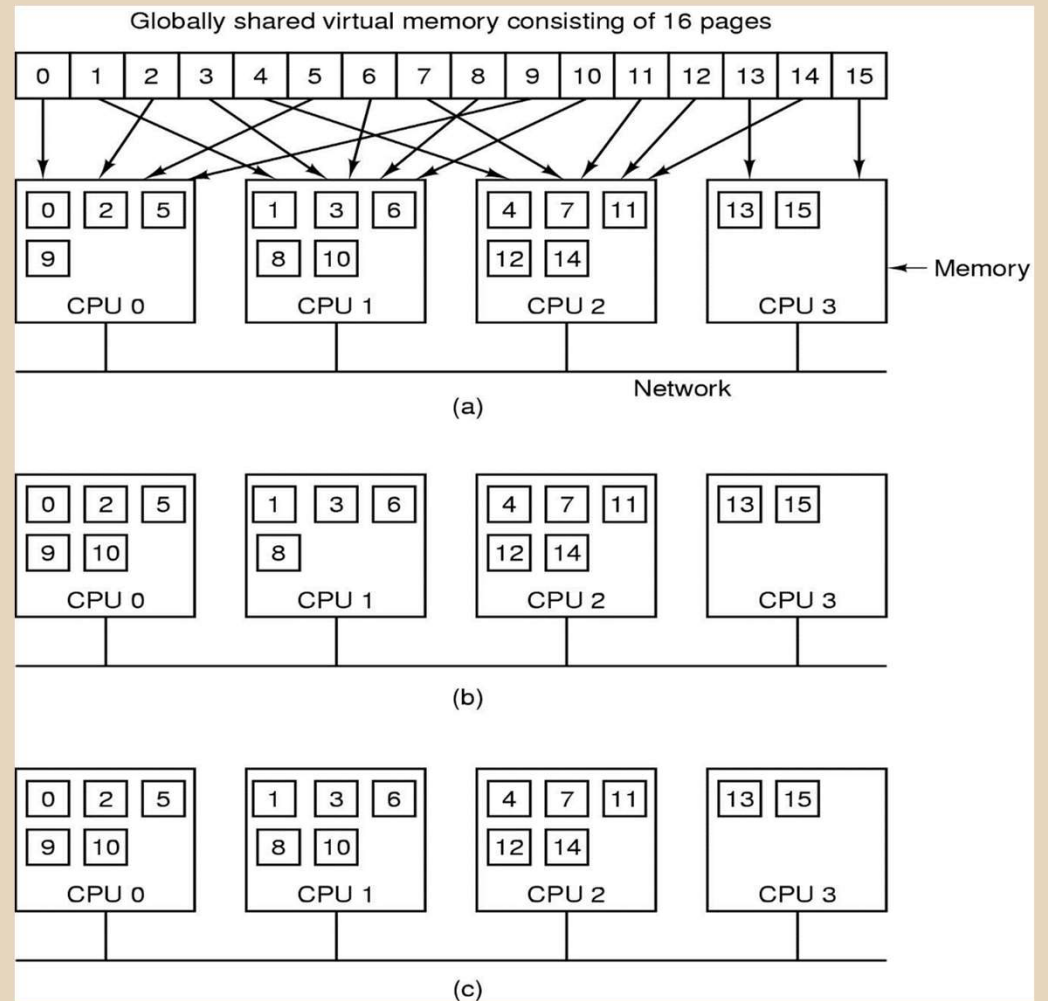 Globally shared virtual memory consisting of 16 pages
0 1 2 3 4 5 6 7 8 9 10 11 12 13 14 15
0 2 5 1 3 6 4 7 11 13 15
9 8 10 12 14
Memory
CPU 0 CPU 1 CPU 2 CPU 3
Network
(a)
0 2 5 1 3 6 4 7 11 13 15
9 10 8 12 14
CPU 0 CPU 1 CPU 2 CPU 3
(b)
0 2 5 1 3 6 4 7 11 13 15
9 10 8 10 12 14
CPU 0 CPU 1 CPU 2 CPU 3
(c)